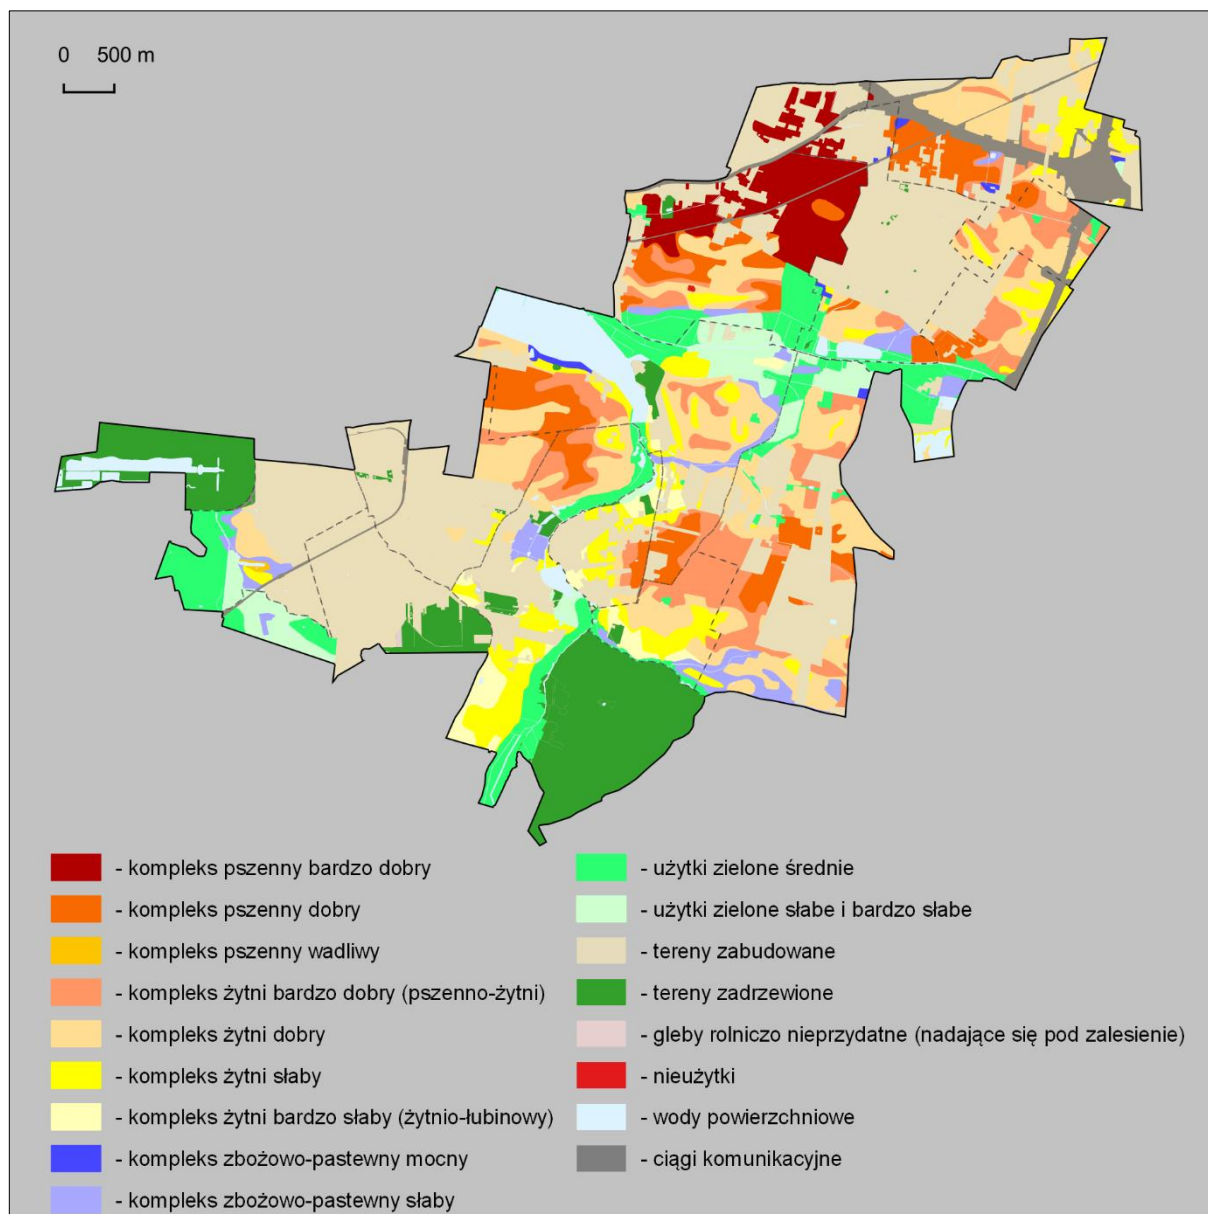 0 500 m
- kompleks pszenny bardzo dobry
- kompleks pszenny dobry
- kompleks pszenny wadliwy
- kompleks żytni bardzo dobry (pszenno-żytni)
- kompleks żytni dobry
- kompleks żytni słaby
- kompleks żytni bardzo słaby (żytnio-łubinowy)
- kompleks zbożowo-pastewny mocny
- kompleks zbożowo-pastewny słaby
- użytki zielone średnie
- użytki zielone słabe i bardzo słabe
- tereny zabudowane
- tereny zadrzewione
- gleby rolniczo nieprzydatne (nadające się pod zalesienie)
- nieużytki
- wody powierzchniowe
- ciągi komunikacyjne